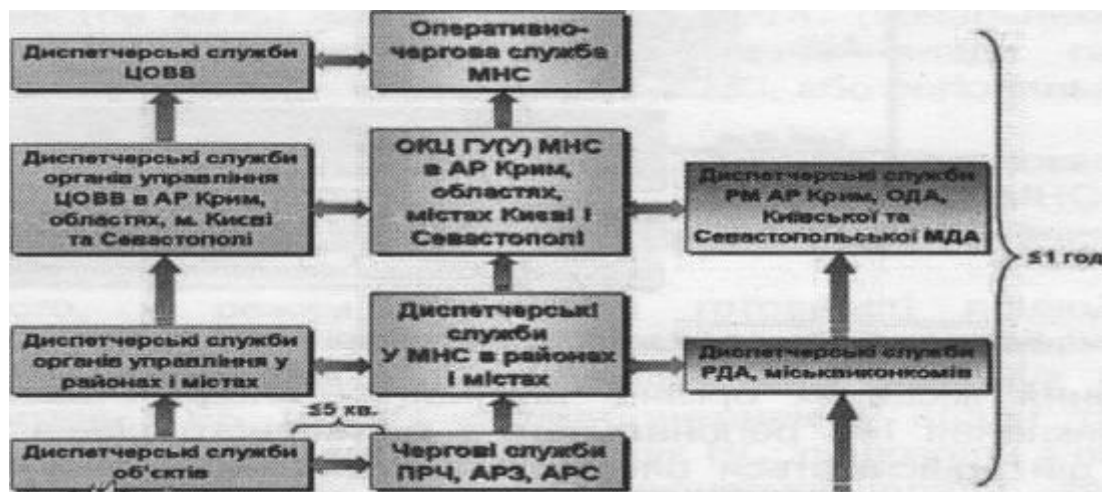 Диспетчерські служби
ЦОВВ
Оперативно-
чергова служба
МНС
Диспетчерські служби
органів управління
ЦОВВ в АР Крим,
областях, м. Києві
та Севастополі
ОКЦ ГУ(У) МНС
в АР Крим,
областях,
містах Києві і
Севастополі
Диспетчерські служби
РМ АР Крим, ОДА,
Київської та
Севастопольської МДА
≤1 год
Диспетчерські служби
органів управління у
районах і містах
Диспетчерські
служби
У МНС в районах
і містах
Диспетчерські служби
РДА, міськвиконкомів
≤5 хв.
Диспетчерські служби
об'єктів
Чергові служби
ПРЧ, АРЗ, АРС